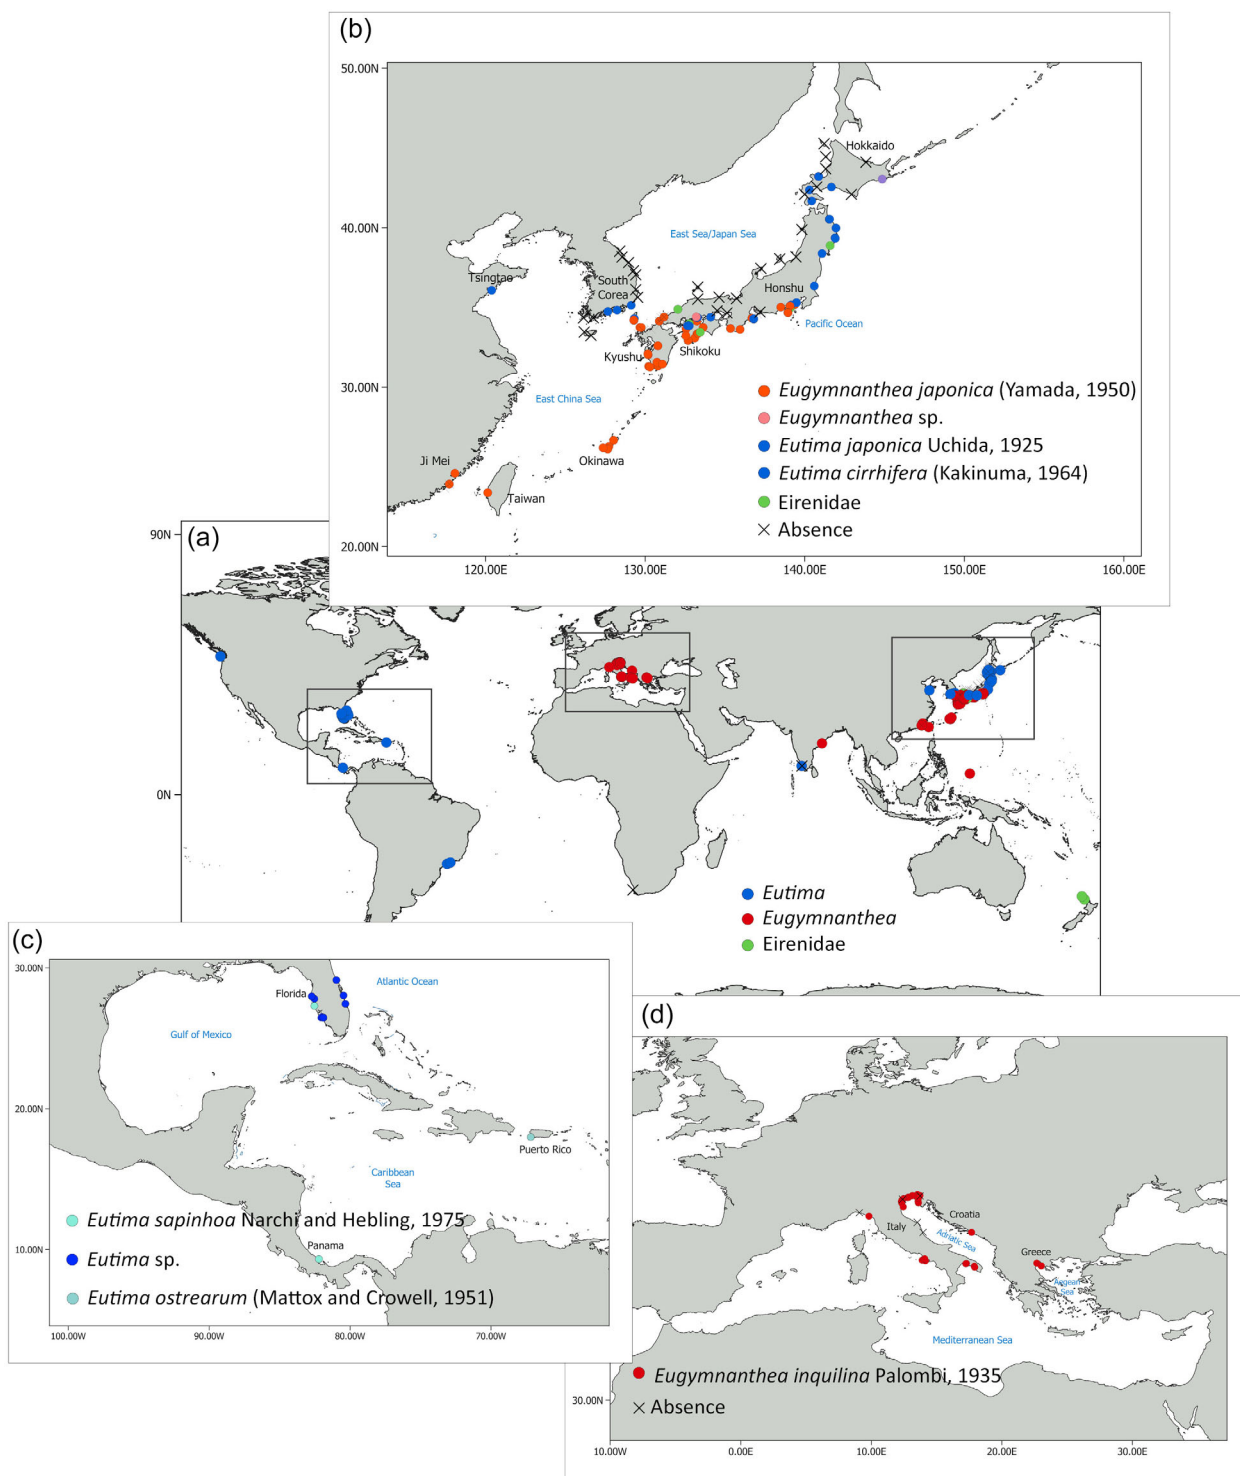 (b)
50.00N
Hokkaido
40.00N
East Sea/Japan Sea
Tsingtao
South
Corea
Honshu
Pacific Ocean
Kyushu
Shikoku
30.00N
East China Sea
Eugymnanthea japonica (Yamada, 1950)
Eugymnanthea sp.
Eutima japonica Uchida, 1925
Eutima cirrhifera (Kakinuma, 1964)
Eirenidae
Absence
Ji Mei
Okinawa
Taiwan
20.00N
120.00E
130.00E
140.00E
150.00E
160.00E
(a)
90N
0N
Eutima
Eugymnanthea
Eirenidae
(c)
30.00N
Florida
Atlantic Ocean
Gulf of Mexico
20.00N
Puerto Rico
Caribbean
Sea
Eutima sapinhoa Narchi and Hebling, 1975
Panama
10.00N
Eutima sp.
Eutima ostrearum (Mattox and Crowell, 1951)
100.00W
90.00W
80.00W
70.00W
(d)
Croatia
Italy
Adriatic Sea
Greece
Aegean
Sea
Mediterranean Sea
Eugymnanthea inquilina Palombi, 1935
30.00N
Absence
10.00W
0.00E
10.00E
20.00E
30.00E